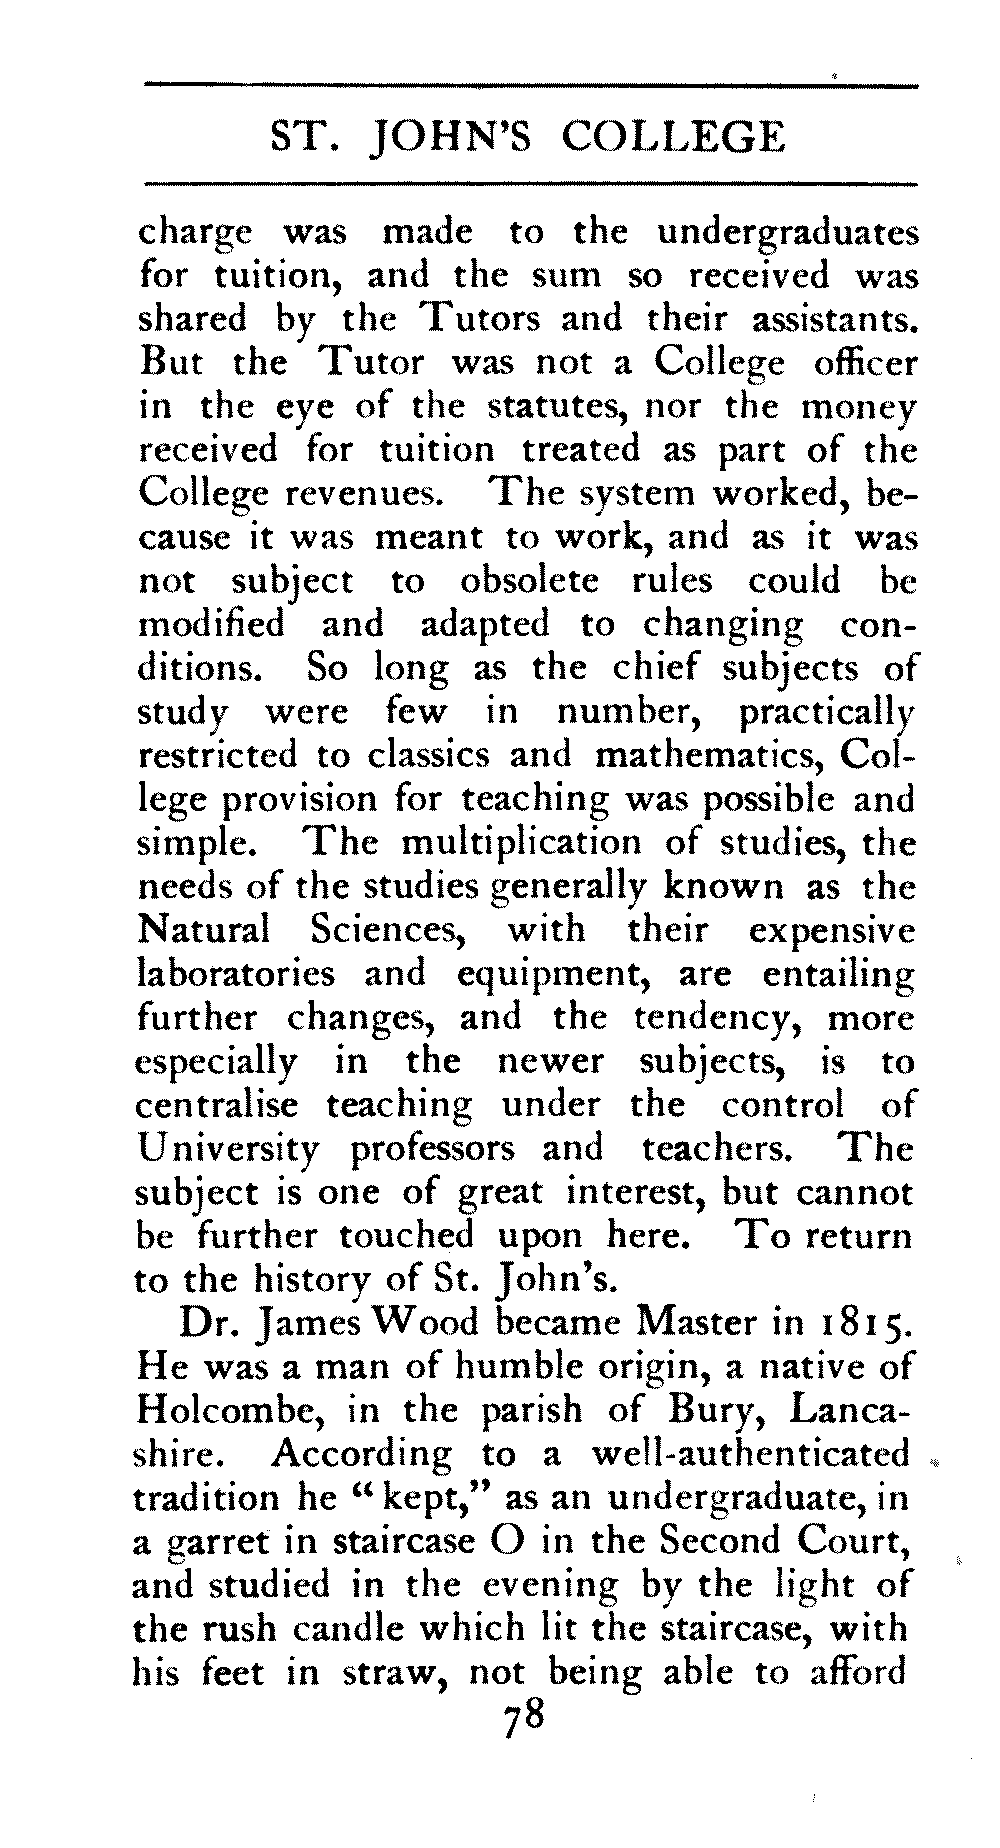 ST. JOHN'S COLLEGE
charge was made to the undergraduates
for tuition, and the sum so received was
shared by the Tutors and their assistants.
But the Tutor was not a College officer
in the eye of the statutes, nor the money
received for tuition treated as part of the
College revenues. The system worked, be-
cause it was meant to work, and as it was
not subject to obsolete rules could be
modified and adapted to changing con-
ditions. So long as the chief subjects of
study were few in number, practically
restricted to classics and mathematics, Col-
lege provision for teaching was possible and
simple. The multiplication of studies, the
needs of the studies generally known as the
Natural Sciences, with their expensive
laboratories and equipment, are entailing
further changes, and the tendency, more
especially in the newer subjects, is to
centralise teaching under the control of
University professors and teachers. The
subject is one of great interest, but cannot
be further touched upon here. To return
to the history of St. John's.
Dr. James Wood became Master in 1815.
He was a man of humble origin, a native of
Holcombe, in the parish of Bury, Lanca-
shire. According to a well-authenticated
tradition he "kept," as an undergraduate, in
a garret in staircase O in the Second Court,
and studied in the evening by the light of
the rush candle which lit the staircase, with
his feet in straw, not being able to afford
78